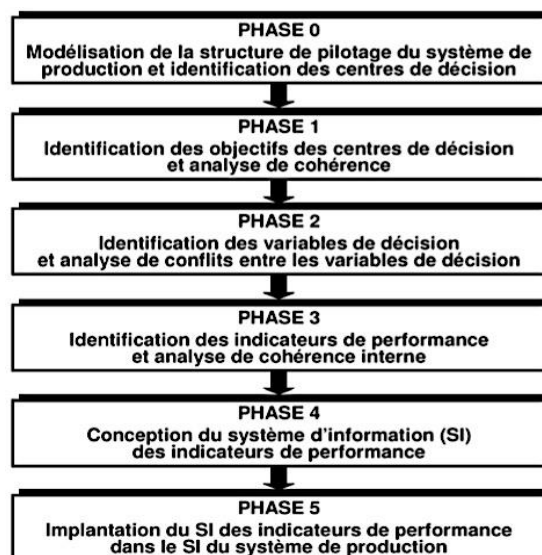 PHASE 0
Modélisation de la structure de pilotage du système de
production et identification des centres de décision
PHASE 1
Identification des objectifs des centres de décision
et analyse de cohérence
PHASE 2
Identification des variables de décision
et analyse de conflits entre les variables de décision
PHASE 3
Identification des indicateurs de performance
et analyse de cohérence interne
PHASE 4
Conception du système d'information (SI)
des indicateurs de performance
PHASE 5
Implantation du SI des indicateurs de performance
dans le SI du système de production